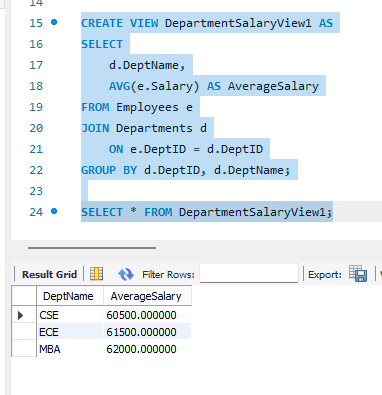 14
15 CREATE VIEW DepartmentSalaryView1 AS
16 SELECT
17 d.DeptName,
18 AVG(e.Salary) AS AverageSalary
19 FROM Employees e
20 JOIN Departments d
21 ON e.DeptID = d.DeptID
22 GROUP BY d.DeptID, d.DeptName;
23
24 SELECT * FROM DepartmentSalaryView1;
Result Grid Filter Rows: Export:
DeptName AverageSalary
CSE 60500.000000
ECE 61500.000000
MBA 62000.000000